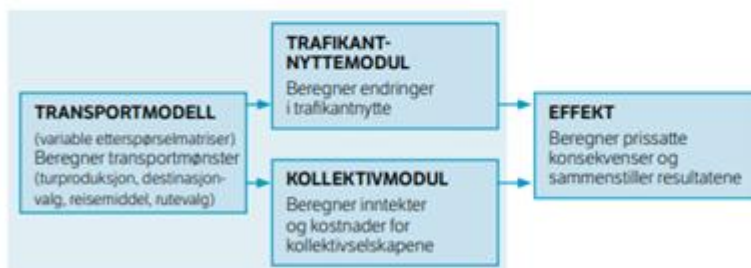 TRAFIKANT-
NYTTEMODUL
Beregner endringer
i trafikantnytte
TRANSPORTMODELL
(variable etterspørselmatriser)
Beregner transportmønster
(turproduksjon, destinasjon-
valg, reisemiddel, rutevalg)
EFFEKT
Beregner prissatte
konsekvenser og
sammenstiller resultatene
KOLLEKTIVMODUL
Beregner inntekter
og kostnader for
kollektivselskapene